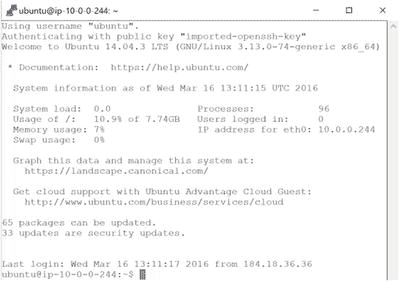 ubuntu@ip-10-0-0-244: ~
Using username "ubuntu".
Authenticating with public key "imported-openssh-key"
Welcome to Ubuntu 14.04.3 LTS (GNU/Linux 3.13.0-74-generic x86_64)
* Documentation: https://help.ubuntu.com/
System information as of Wed Mar 16 13:11:15 UTC 2016
System load: 0.0 Processes: 96
Usage of /: 10.9% of 7.74GB Users logged in: 0
Memory usage: 7% IP address for eth0: 10.0.0.244
Swap usage: 0%
Graph this data and manage this system at:
https://landscape.canonical.com/
Get cloud support with Ubuntu Advantage Cloud Guest:
http://www.ubuntu.com/business/services/cloud
65 packages can be updated.
33 updates are security updates.
Last login: Wed Mar 16 13:11:17 2016 from 184.18.36.36
ubuntu@ip-10-0-0-244:~$